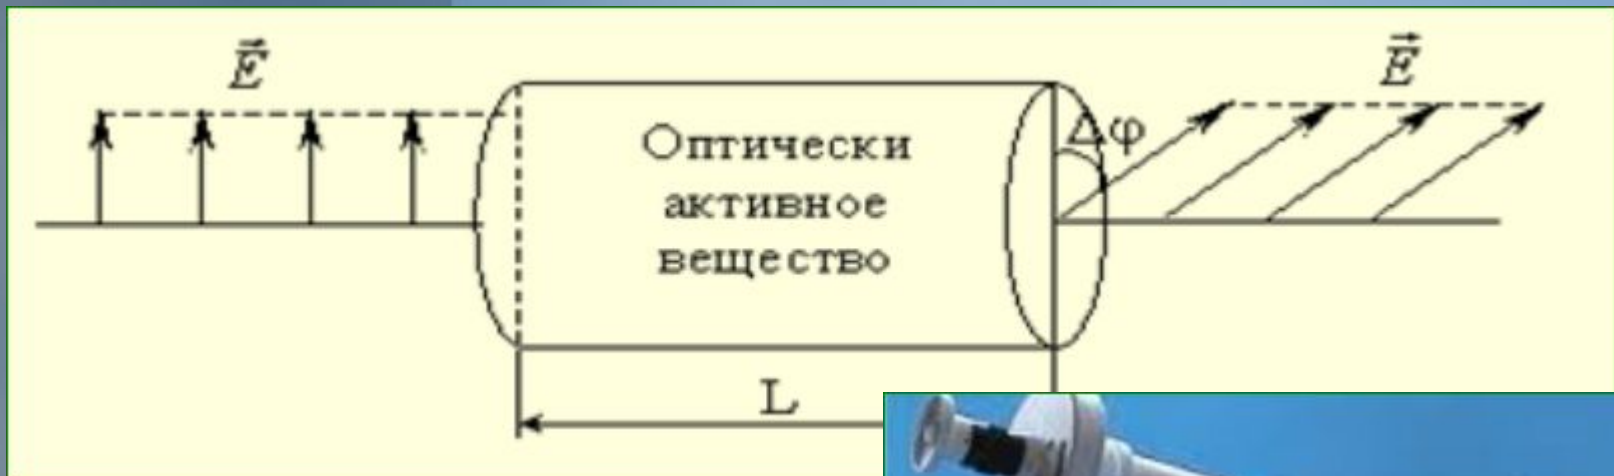 E⃗
E⃗
Δφ
Оптически
активное
вещество
L